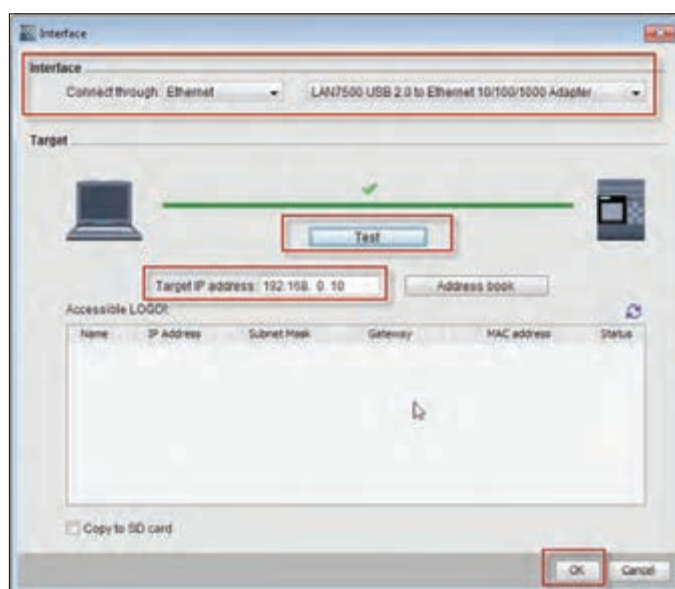 Interface
Interface
Connect through: Ethernet LAN7500 USB 2.0 to Ethernet 10/100/1000 Adapter
Target
Test
Target IP address: 192.168. 0. 10 Address book
Accessible LOGO!:
Name IP Address Subnet Mask Gateway MAC address Status
Copy to SD card
OK Cancel